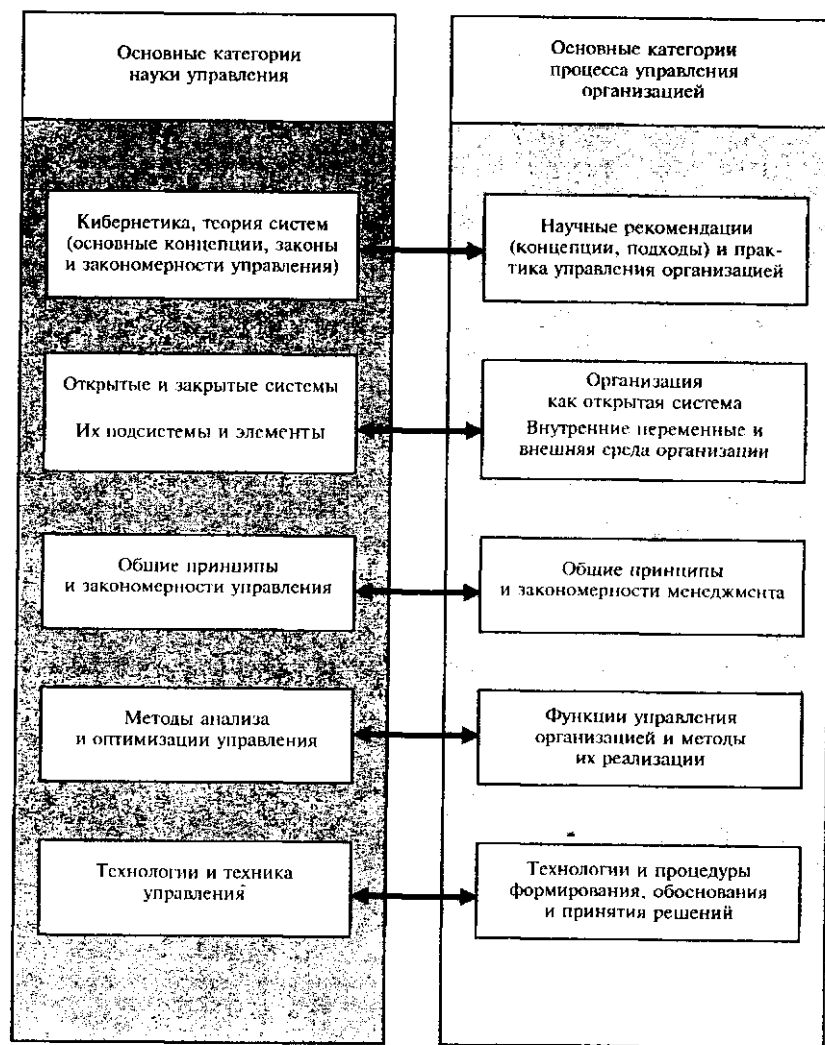 Основные категории
науки управления
Кибернетика, теория систем
(основные концепции, законы
и закономерности управления)
Открытые и закрытые системы
Их подсистемы и элементы
Общие принципы
и закономерности управления
Методы анализа
и оптимизации управления
Технологии и техника
управления
Основные категории
процесса управления
организацией
Научные рекомендации
(концепции, подходы) и прак-
тика управления организацией
Организация
как открытая система
Внутренние переменные и
внешняя среда организации
Общие принципы
и закономерности менеджмента
Функции управления
организацией и методы
их реализации
Технологии и процедуры
формирования, обоснования
и принятия решений